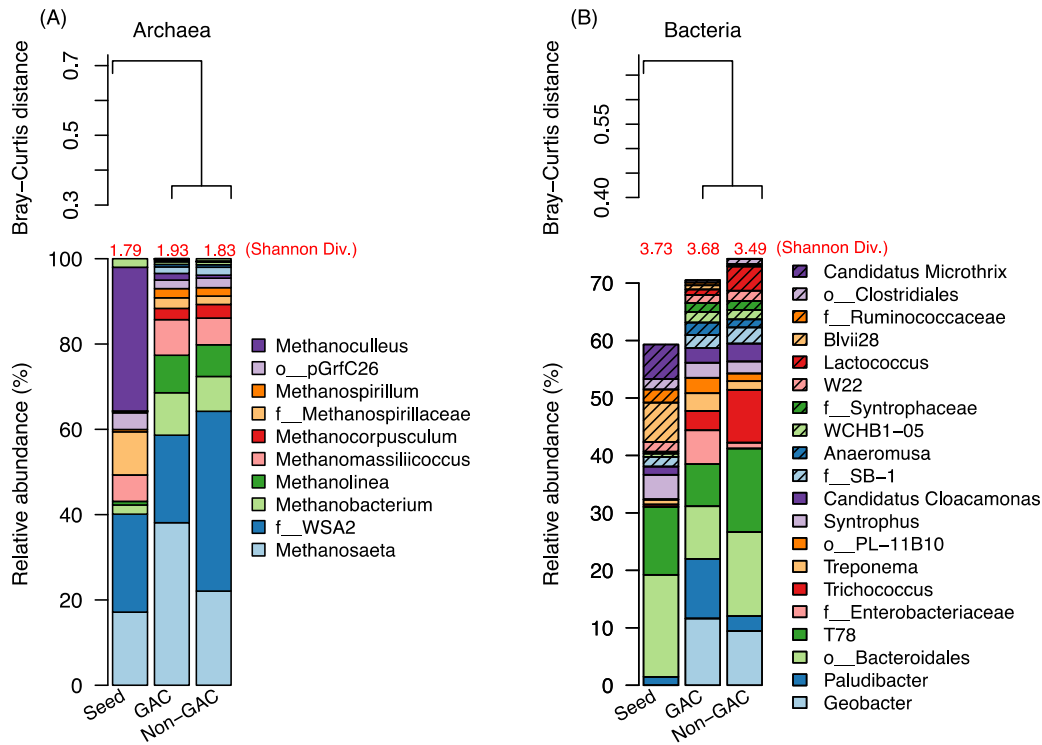 (A)
Archaea
Bray−Curtis distance
0.7
0.5
0.3
1.79 1.93 1.83 (Shannon Div.)
Relative abundance (%)
100
80
60
40
20
0
Seed
GAC
Non−GAC
Methanoculleus
o__pGrfC26
Methanospirillum
f__Methanospirillaceae
Methanocorpusculum
Methanomassiliicoccus
Methanolinea
Methanobacterium
f__WSA2
Methanosaeta
(B)
Bacteria
Bray−Curtis distance
0.55
0.40
3.73 3.68 3.49 (Shannon Div.)
Relative abundance (%)
70
60
50
40
30
20
10
0
Seed
GAC
Non−GAC
Candidatus Microthrix
o__Clostridiales
f__Ruminococcaceae
Blvii28
Lactococcus
W22
f__Syntrophaceae
WCHB1−05
Anaeromusa
f__SB−1
Candidatus Cloacamonas
Syntrophus
o__PL−11B10
Treponema
Trichococcus
f__Enterobacteriaceae
T78
o__Bacteroidales
Paludibacter
Geobacter